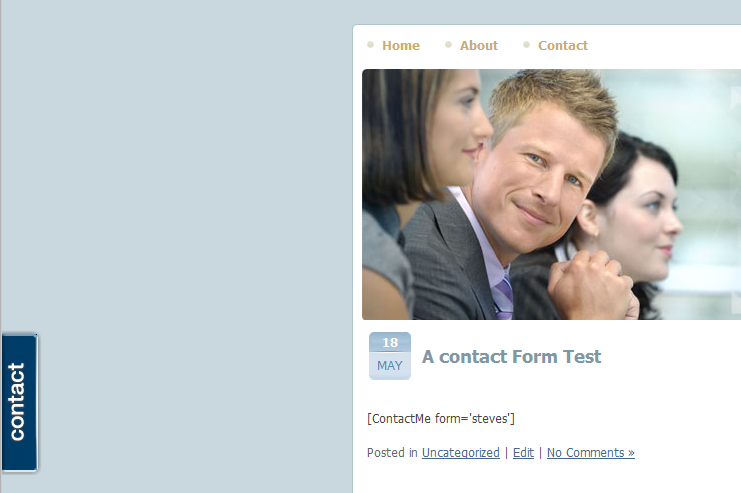 Home About Contact
18
MAY
A contact Form Test
[ContactMe form='steves']
Posted in Uncategorized | Edit | No Comments »
contact